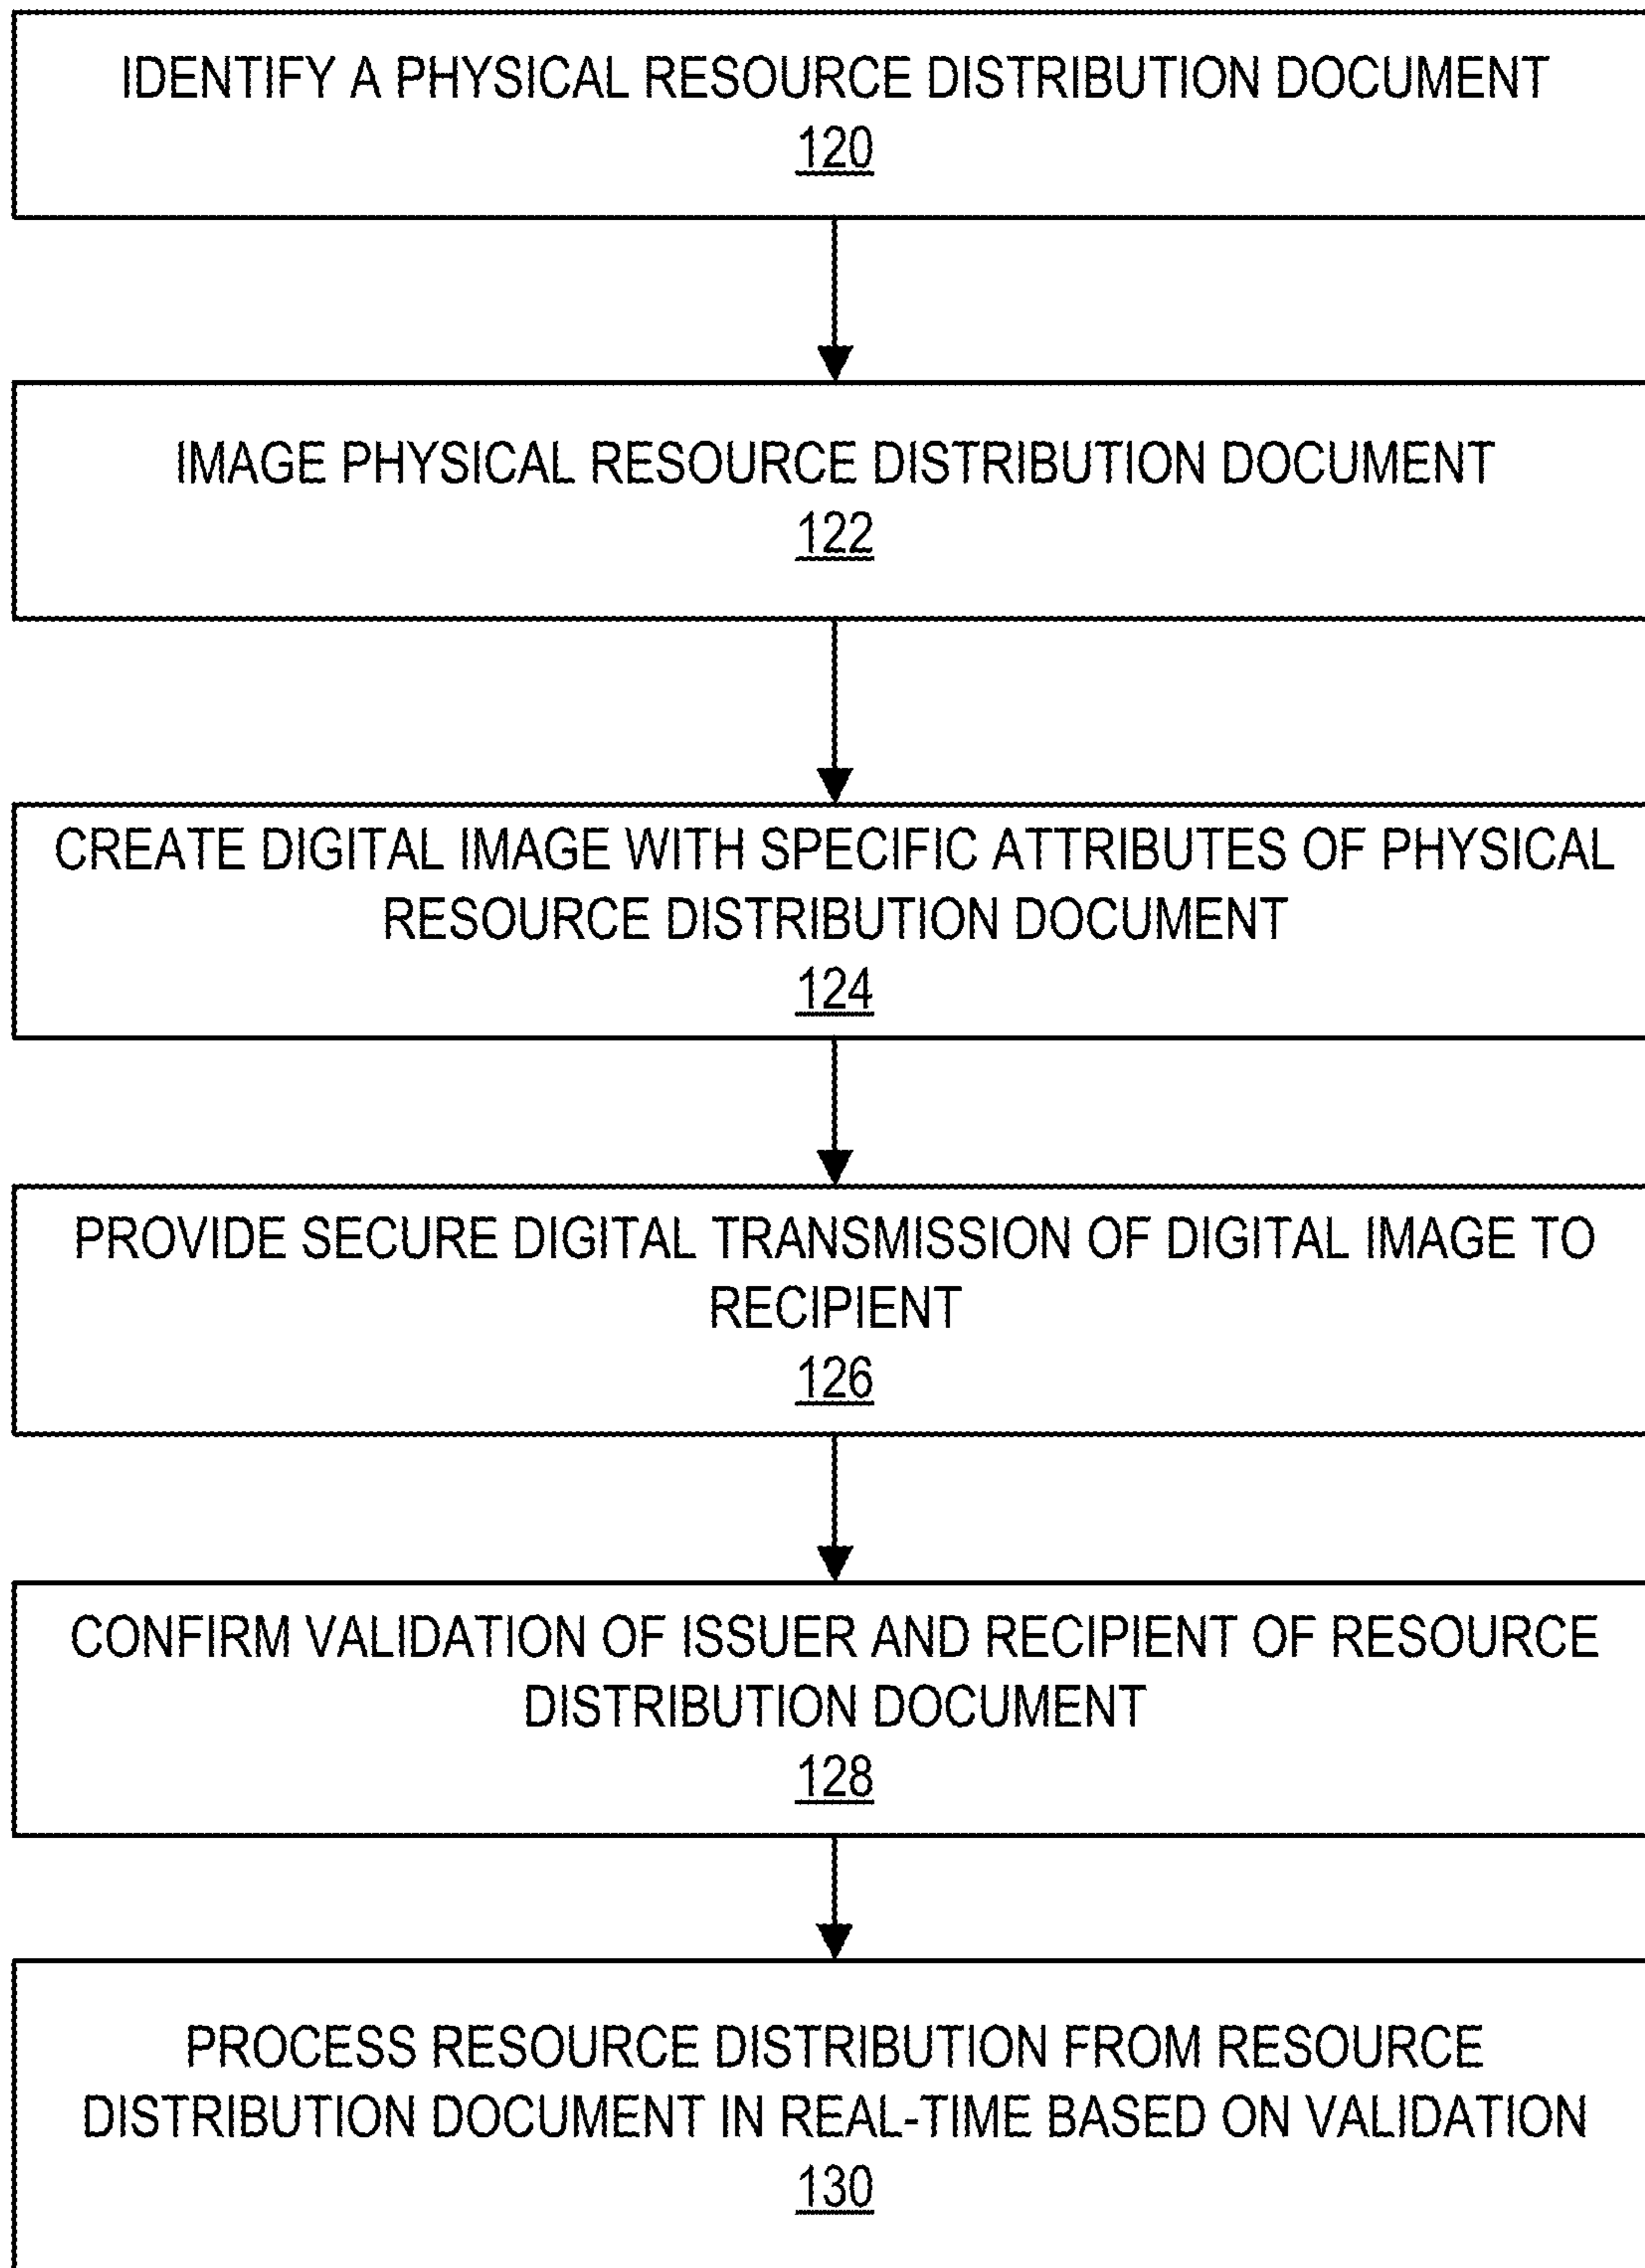 IDENTIFY A PHYSICAL RESOURCE DISTRIBUTION DOCUMENT
120
IMAGE PHYSICAL RESOURCE DISTRIBUTION DOCUMENT
122
CREATE DIGITAL IMAGE WITH SPECIFIC ATTRIBUTES OF PHYSICAL
RESOURCE DISTRIBUTION DOCUMENT
124
PROVIDE SECURE DIGITAL TRANSMISSION OF DIGITAL IMAGE TO
RECIPIENT
126
CONFIRM VALIDATION OF ISSUER AND RECIPIENT OF RESOURCE
DISTRIBUTION DOCUMENT
128
PROCESS RESOURCE DISTRIBUTION FROM RESOURCE
DISTRIBUTION DOCUMENT IN REAL-TIME BASED ON VALIDATION
130